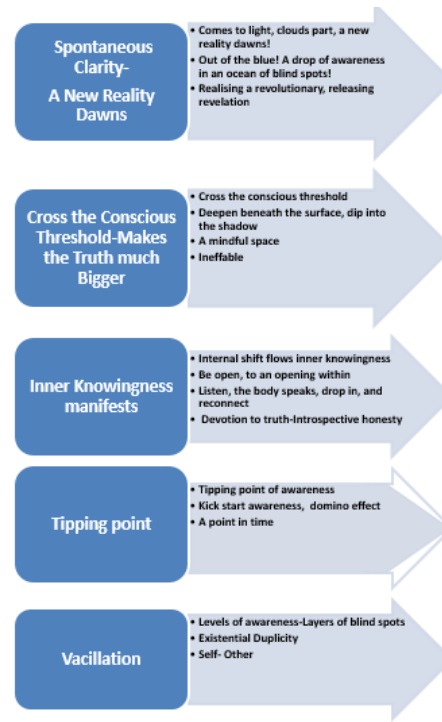 Spontaneous
Clarity-
A New Reality
Dawns
• Comes to light, clouds part, a new
reality dawns!
• Out of the blue! A drop of awareness
in an ocean of blind spots!
• Realising a revolutionary, releasing
revelation
Cross the Conscious
Threshold-Makes
the Truth much
Bigger
• Cross the conscious threshold
• Deepen beneath the surface, dip into
the shadow
• A mindful space
• Ineffable
Inner Knowingness
manifests
• Internal shift flows inner knowingness
• Be open, to an opening within
• Listen, the body speaks, drop in, and
reconnect
• Devotion to truth-Introspective honesty
Tipping point
• Tipping point of awareness
• Kick start awareness, domino effect
• A point in time
Vacillation
• Levels of awareness-Layers of blind spots
• Existential Duplicity
• Self- Other